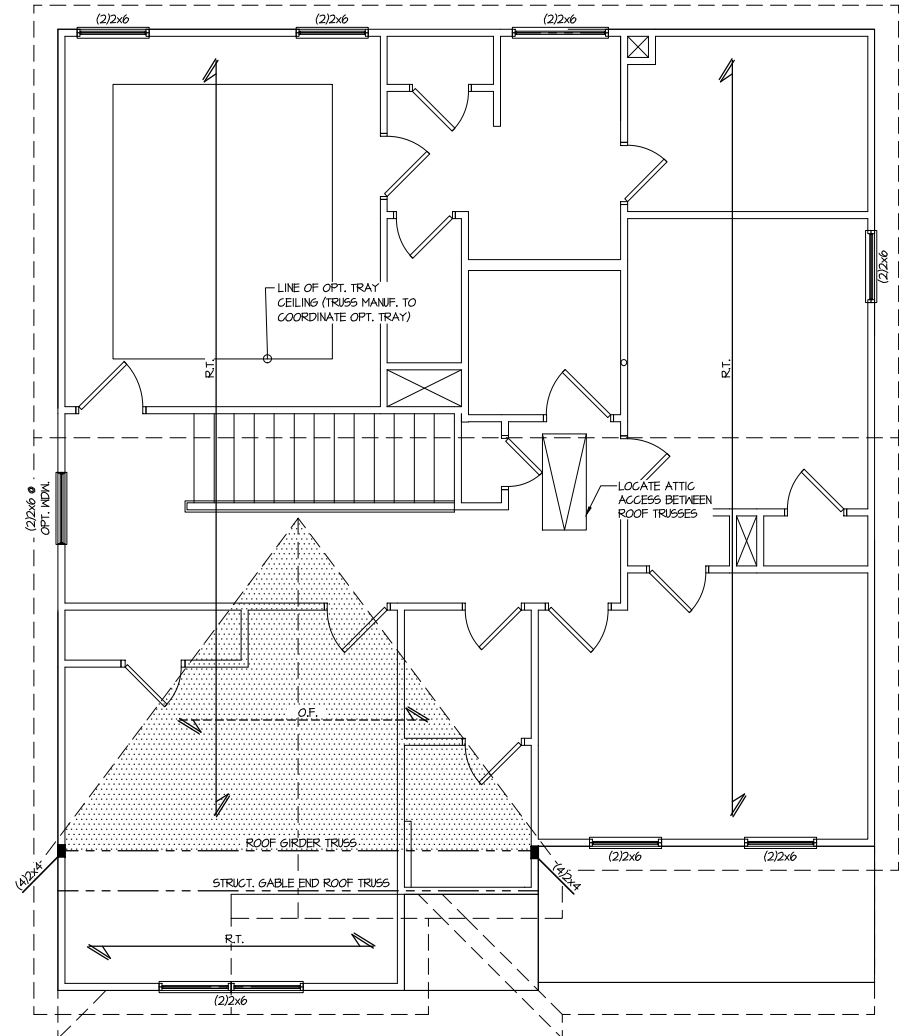 (2)2x6
(2)2x6
(2)2x6
(2)2x6
LINE OF OPT. TRAY
CEILING (TRUSS MANUF. TO
COORDINATE OPT. TRAY)
R.T.
R.T.
(2)2x6 @
OPT. WDW.
LOCATE ATTIC
ACCESS BETWEEN
ROOF TRUSSES
O.F.
ROOF GIRDER TRUSS
(2)2x6
(2)2x6
(4)2x4
(4)2x4
STRUCT. GABLE END ROOF TRUSS
R.T.
(2)2x6